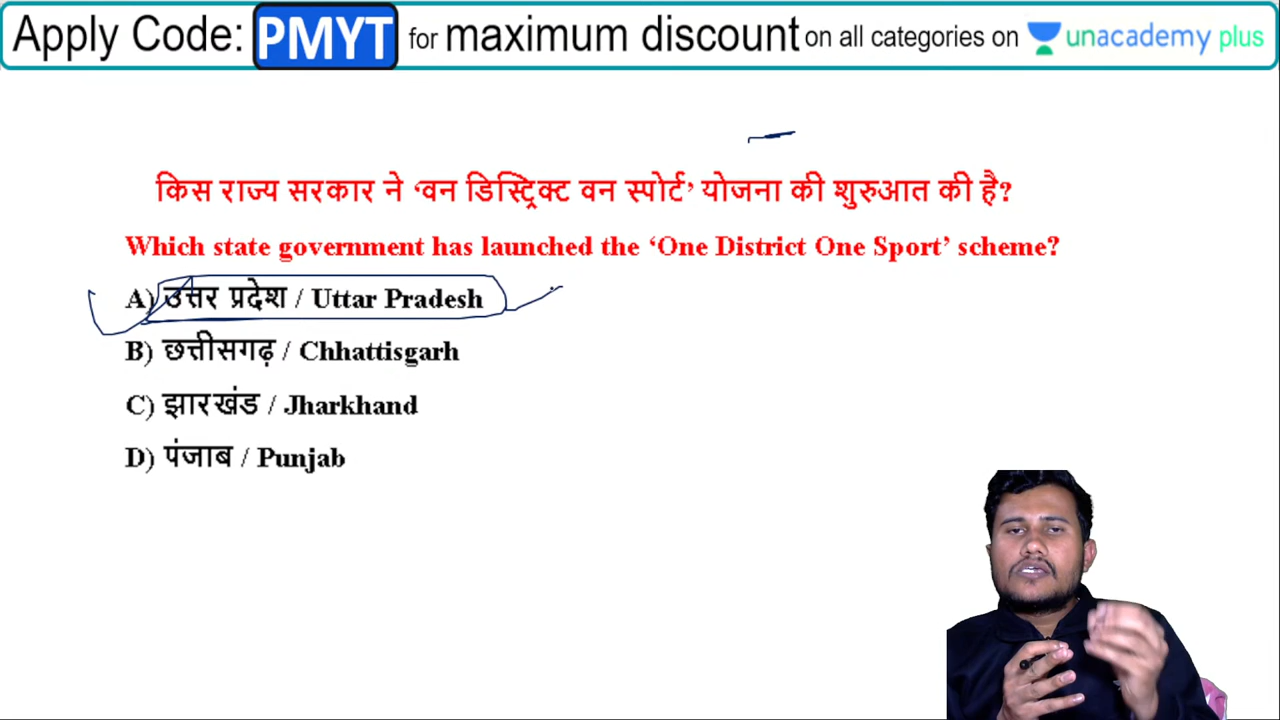 Apply Code: PMYT for maximum discount on all categories on unacademy plus
किस राज्य सरकार ने ‘वन डिस्ट्रिक्ट वन स्पोर्ट’ योजना की शुरुआत की है?
Which state government has launched the ‘One District One Sport’ scheme?
A) उत्तर प्रदेश / Uttar Pradesh
B) छत्तीसगढ़ / Chhattisgarh
C) झारखंड / Jharkhand
D) पंजाब / Punjab